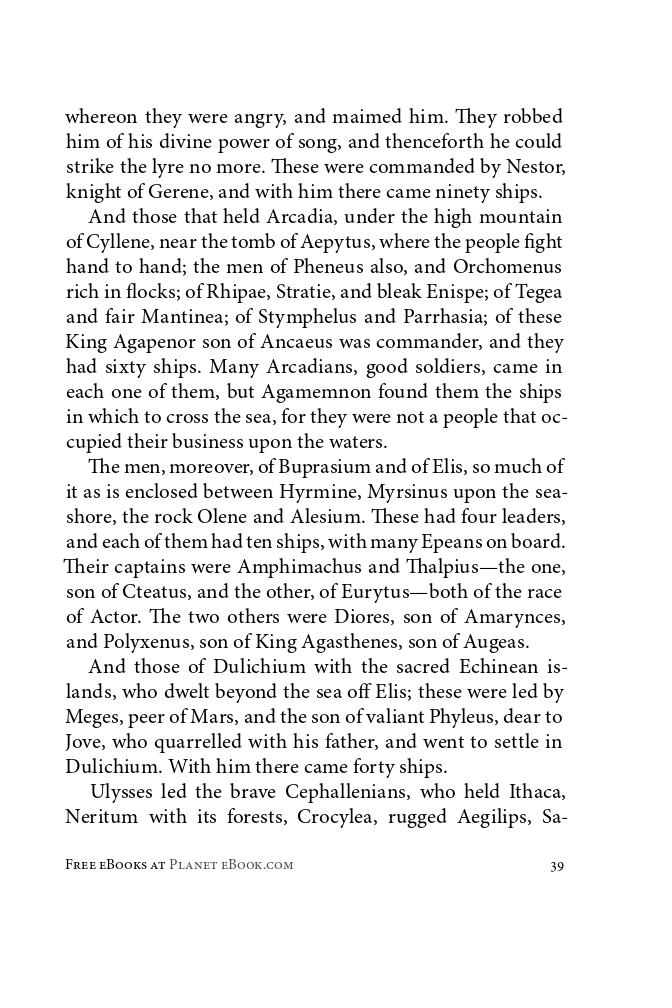 whereon they were angry, and maimed him. They robbed
him of his divine power of song, and thenceforth he could
strike the lyre no more. These were commanded by Nestor,
knight of Gerene, and with him there came ninety ships.
And those that held Arcadia, under the high mountain
of Cyllene, near the tomb of Aepytus, where the people fight
hand to hand; the men of Pheneus also, and Orchomenus
rich in flocks; of Rhipae, Stratie, and bleak Enispe; of Tegea
and fair Mantinea; of Stymphelus and Parrhasia; of these
King Agapenor son of Ancaeus was commander, and they
had sixty ships. Many Arcadians, good soldiers, came in
each one of them, but Agamemnon found them the ships
in which to cross the sea, for they were not a people that oc-
cupied their business upon the waters.
The men, moreover, of Buprasium and of Elis, so much of
it as is enclosed between Hyrmine, Myrsinus upon the sea-
shore, the rock Olene and Alesium. These had four leaders,
and each of them had ten ships, with many Epeans on board.
Their captains were Amphimachus and Thalpius—the one,
son of Cteatus, and the other, of Eurytus—both of the race
of Actor. The two others were Diores, son of Amarynces,
and Polyxenus, son of King Agasthenes, son of Augeas.
And those of Dulichium with the sacred Echinean is-
lands, who dwelt beyond the sea off Elis; these were led by
Meges, peer of Mars, and the son of valiant Phyleus, dear to
Jove, who quarrelled with his father, and went to settle in
Dulichium. With him there came forty ships.
Ulysses led the brave Cephallenians, who held Ithaca,
Neritum with its forests, Crocylea, rugged Aegilips, Sa-
Free eBooks at Planet eBook.com 39